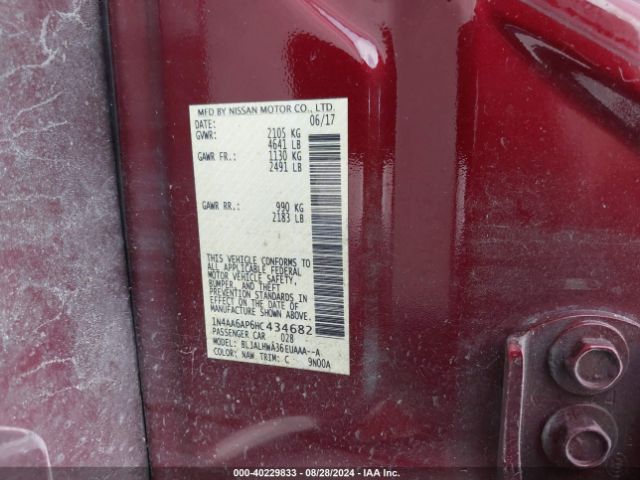 MFD BY NISSAN MOTOR CO., LTD.
DATE: 06/17
GVWR: 2105 KG
4641 LB
GAWR FR.: 1130 KG
2491 LB
GAWR RR.: 990 KG
2183 LB
THIS VEHICLE CONFORMS TO
ALL APPLICABLE FEDERAL
MOTOR VEHICLE SAFETY,
BUMPER, AND THEFT
PREVENTION STANDARDS IN
EFFECT ON THE DATE OF
MANUFACTURE SHOWN ABOVE.
1N4AA6AP6HC434682
PASSENGER CAR 028
MODEL: BLJALHWA36EUAAA--A
COLOR: NAW TRIM: C 9N00A
000-40229833 - 08/28/2024 - IAA Inc.